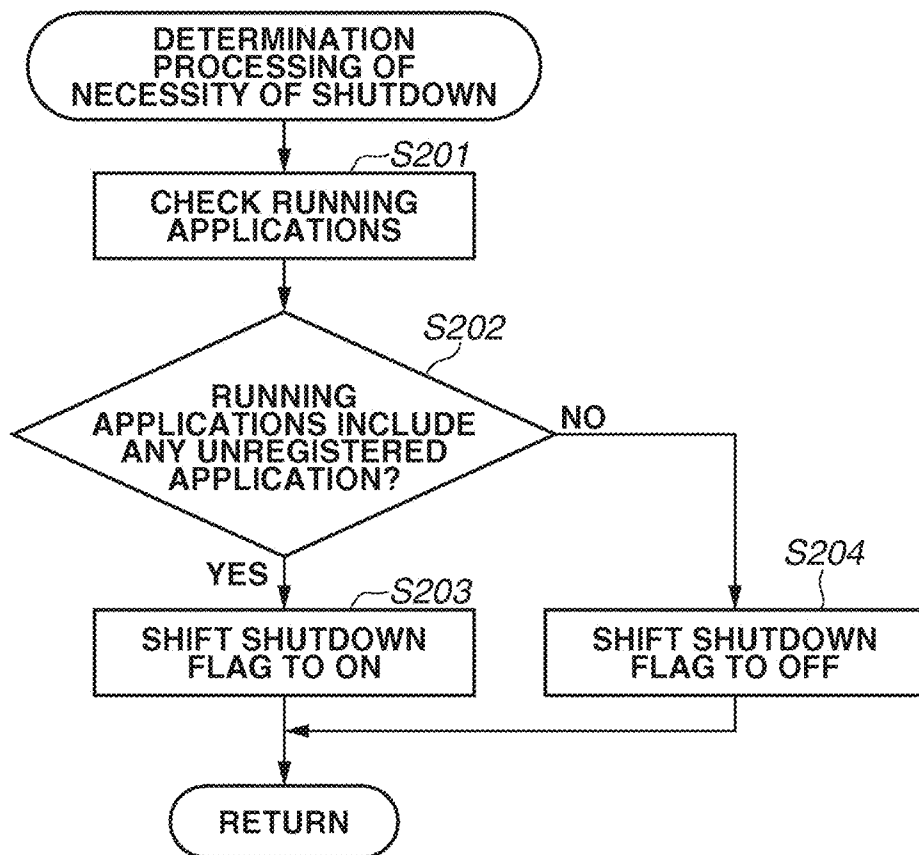 DETERMINATION
PROCESSING OF
NECESSITY OF SHUTDOWN
S201
CHECK RUNNING
APPLICATIONS
S202
RUNNING
APPLICATIONS INCLUDE
ANY UNREGISTERED
APPLICATION?
NO
YES
S203
SHIFT SHUTDOWN
FLAG TO ON
S204
SHIFT SHUTDOWN
FLAG TO OFF
RETURN